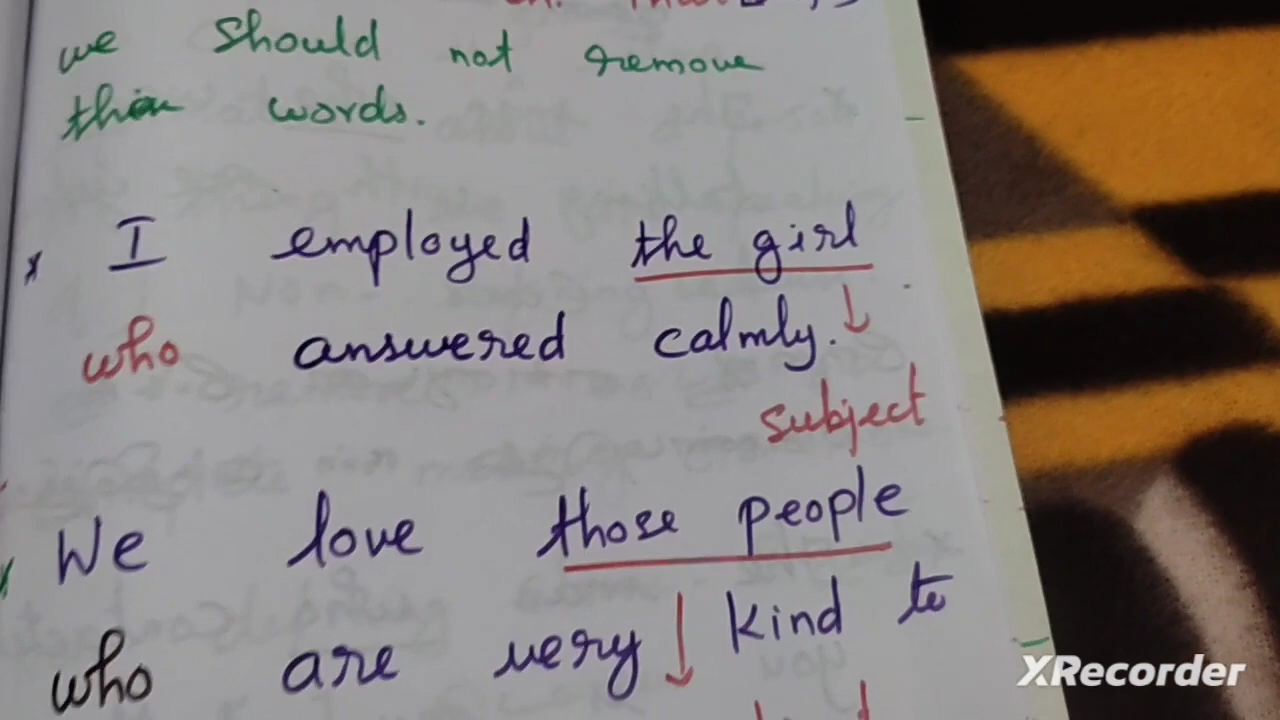 we should not remove
words.
x I employed the girl
who answered calmly. ↓
subject
We love those people
who are very ↓ kind to
XRecorder